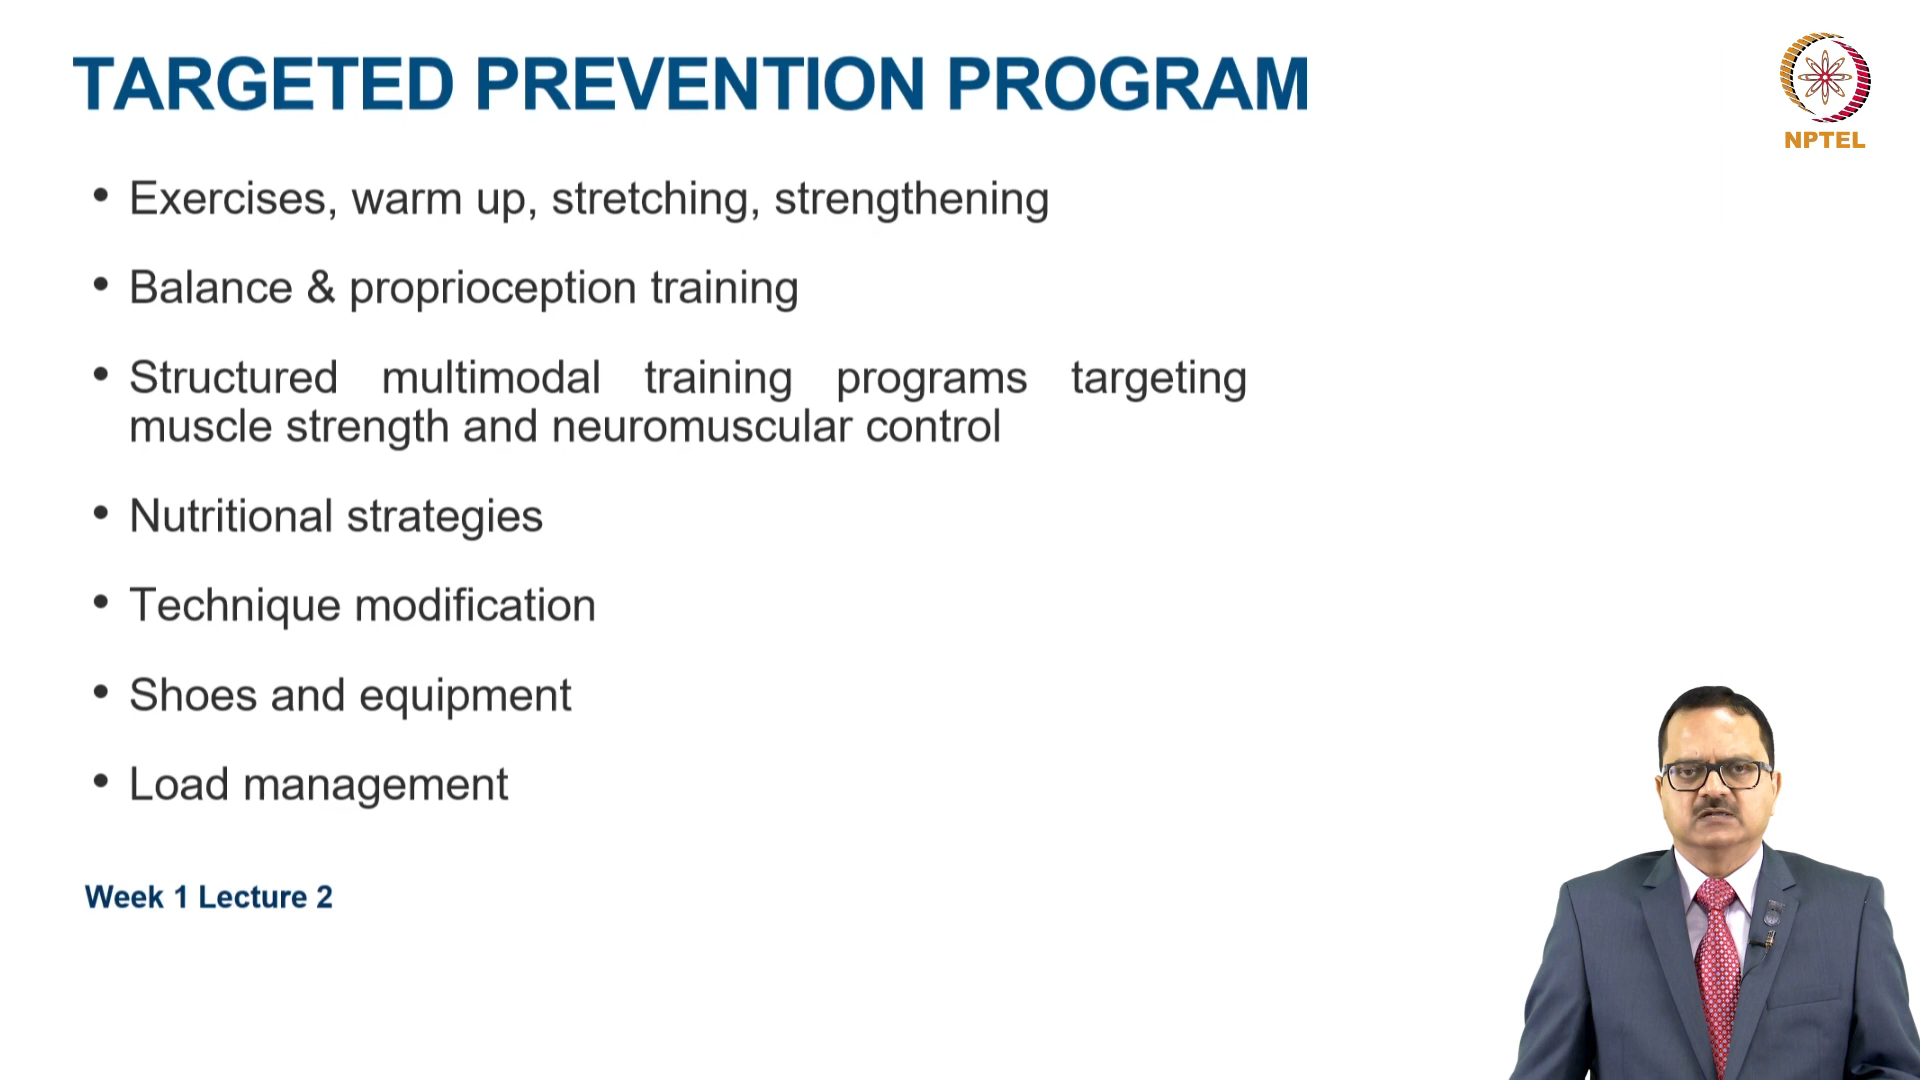 TARGETED PREVENTION PROGRAM
NPTEL
• Exercises, warm up, stretching, strengthening
• Balance & proprioception training
• Structured multimodal training programs targeting
muscle strength and neuromuscular control
• Nutritional strategies
• Technique modification
• Shoes and equipment
• Load management
Week 1 Lecture 2